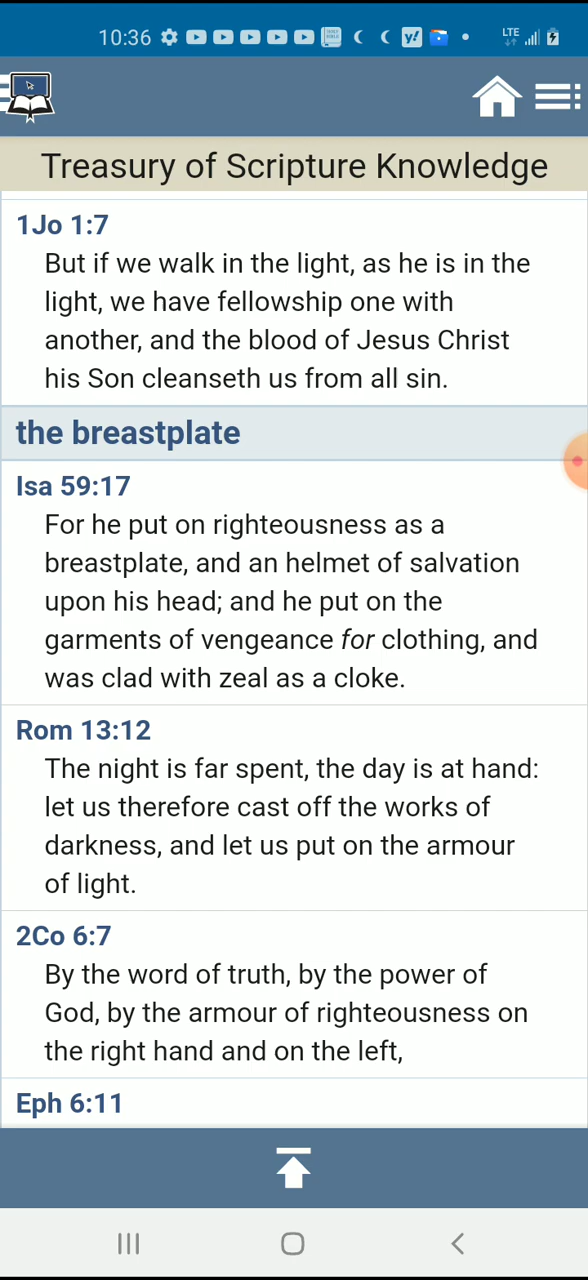 10:36 y! LTE
Treasury of Scripture Knowledge
1Jo 1:7
But if we walk in the light, as he is in the
light, we have fellowship one with
another, and the blood of Jesus Christ
his Son cleanseth us from all sin.
the breastplate
Isa 59:17
For he put on righteousness as a
breastplate, and an helmet of salvation
upon his head; and he put on the
garments of vengeance for clothing, and
was clad with zeal as a cloke.
Rom 13:12
The night is far spent, the day is at hand:
let us therefore cast off the works of
darkness, and let us put on the armour
of light.
2Co 6:7
By the word of truth, by the power of
God, by the armour of righteousness on
the right hand and on the left,
Eph 6:11